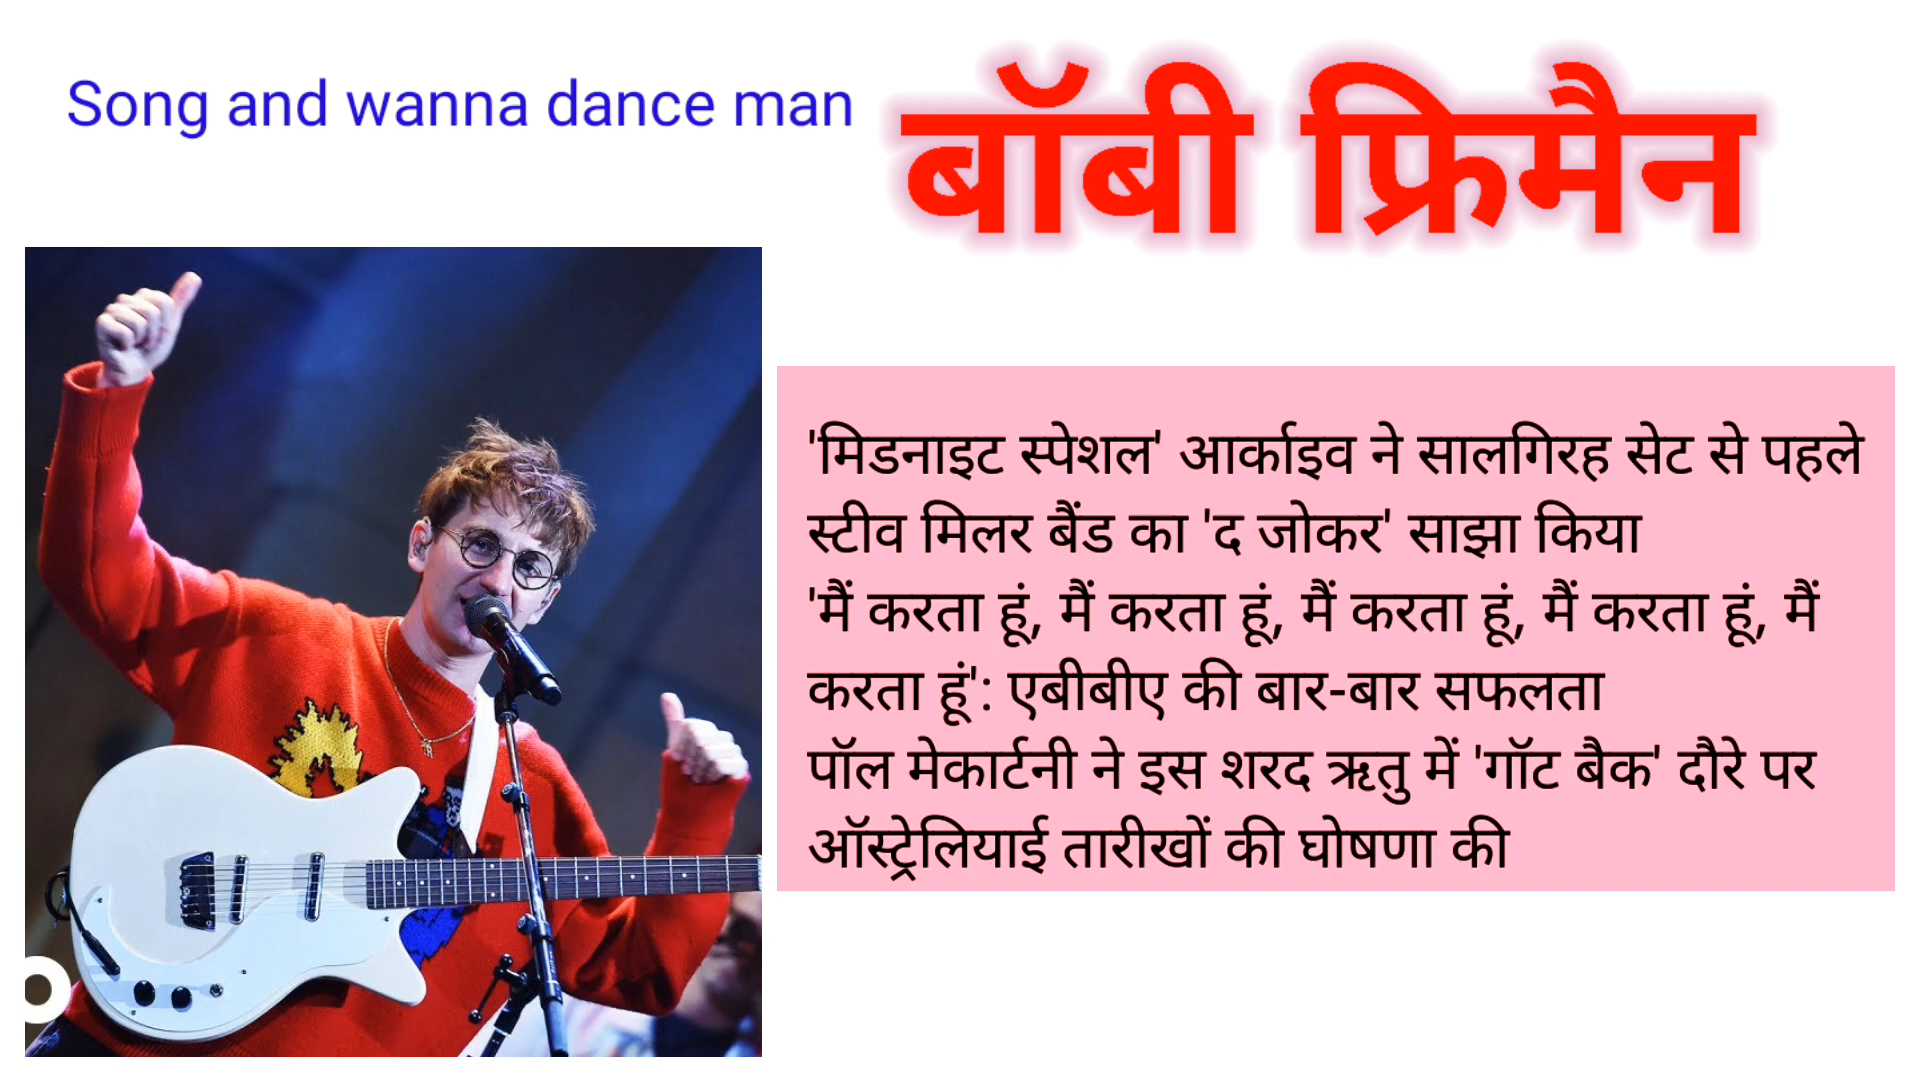 Song and wanna dance man
बॉबी फ्रिमैन
'मिडनाइट स्पेशल' आर्काइव ने सालगिरह सेट से पहले
स्टीव मिलर बैंड का 'द जोकर' साझा किया
'मैं करता हूं, मैं करता हूं, मैं करता हूं, मैं करता हूं, मैं
करता हूं': एबीबीए की बार-बार सफलता
पॉल मेकार्टनी ने इस शरद ऋतु में 'गॉट बैक' दौरे पर
ऑस्ट्रेलियाई तारीखों की घोषणा की